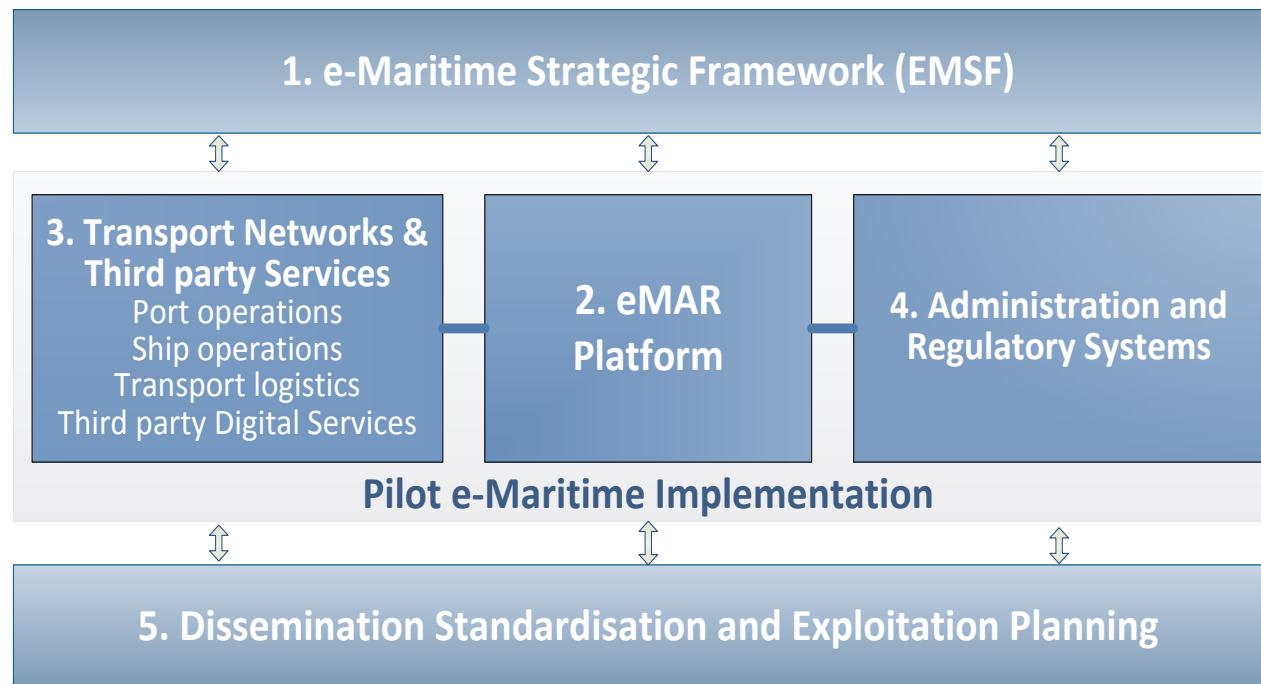 1. e-Maritime Strategic Framework (EMSF)
3. Transport Networks &
Third party Services
Port operations
Ship operations
Transport logistics
Third party Digital Services
2. eMAR
Platform
4. Administration and
Regulatory Systems
Pilot e-Maritime Implementation
5. Dissemination Standardisation and Exploitation Planning